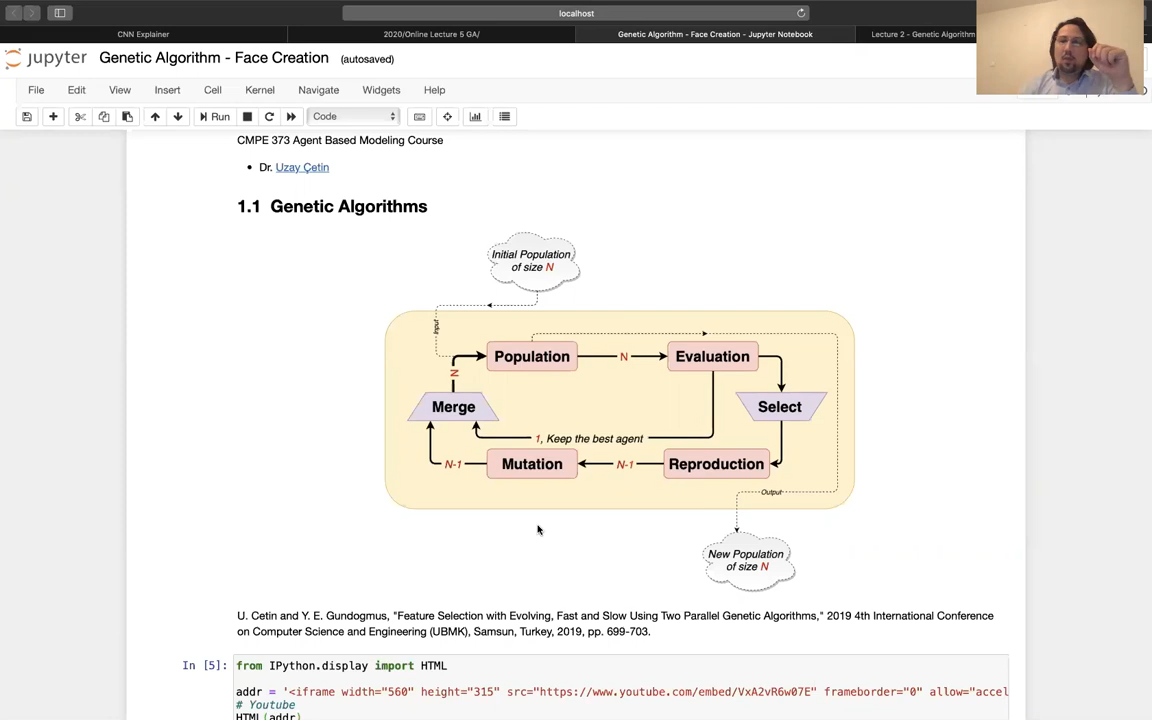 localhost
CNN Explainer
2020/Online Lecture 5 GA/
Genetic Algorithm - Face Creation - Jupyter Notebook
Lecture 2 - Genetic Algorithm
jupyter Genetic Algorithm - Face Creation (autosaved)
File Edit View Insert Cell Kernel Navigate Widgets Help
Run Code
CMPE 373 Agent Based Modeling Course
• Dr. Uzay Çetin
1.1 Genetic Algorithms
Initial Population
of size N
Input
Population
N
Evaluation
N
Merge
Select
1, Keep the best agent
N-1
Mutation
N-1
Reproduction
Output
New Population
of size N
U. Cetin and Y. E. Gundogmus, "Feature Selection with Evolving, Fast and Slow Using Two Parallel Genetic Algorithms," 2019 4th International Conference
on Computer Science and Engineering (UBMK), Samsun, Turkey, 2019, pp. 699-703.
In [5]: from IPython.display import HTML
addr = '<iframe width="560" height="315" src="https://www.youtube.com/embed/VxA2vR6w07E" frameborder="0" allow="accel
# Youtube
HTML(addr)